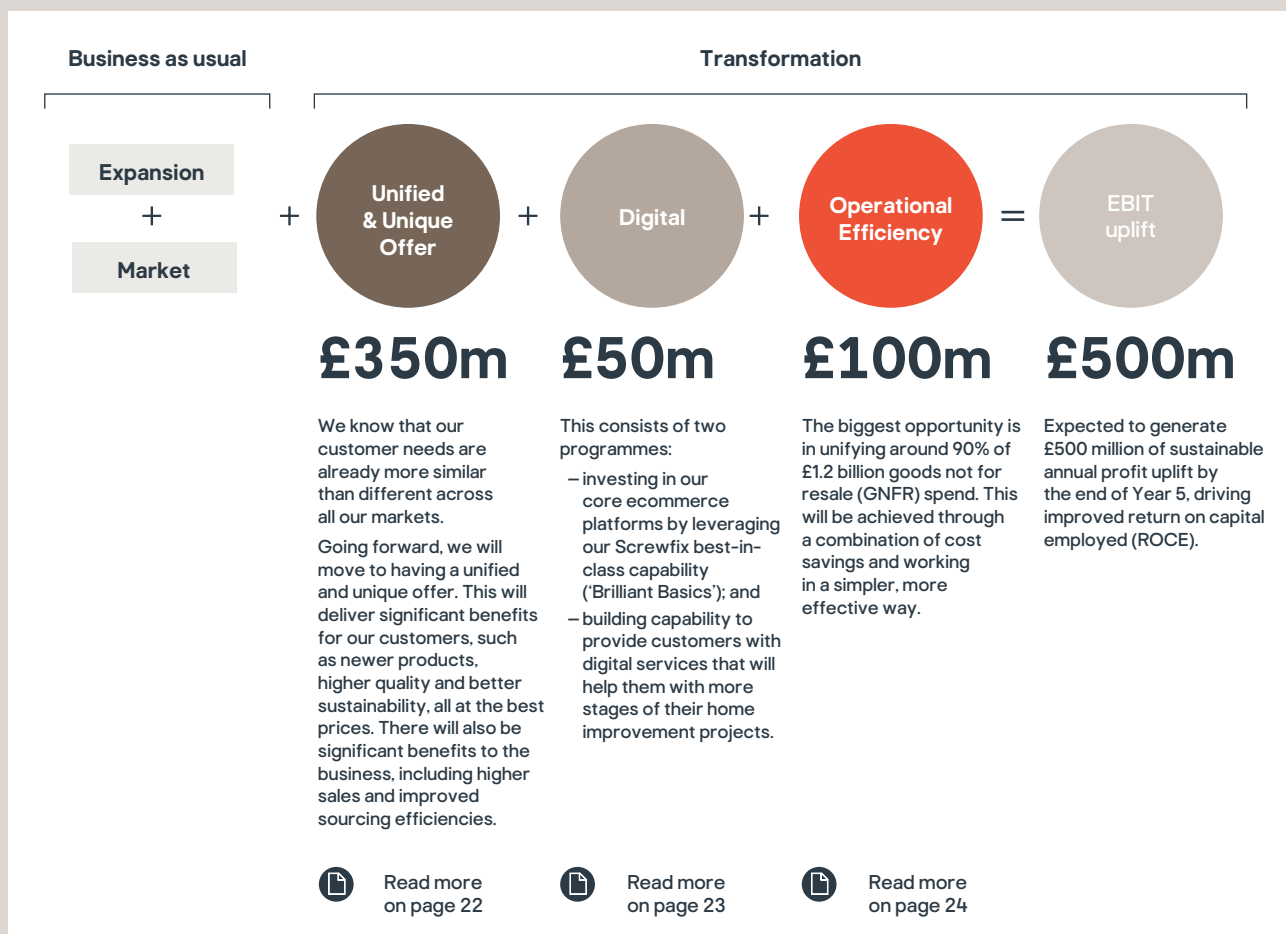 Business as usual
Transformation
Expansion
+
Market
+
Unified
& Unique
Offer
+
Digital
+
Operational
Efficiency
=
EBIT
uplift
£350m
We know that our
customer needs are
already more similar
than different across
all our markets.
Going forward, we will
move to having a unified
and unique offer. This will
deliver significant benefits
for our customers, such
as newer products,
higher quality and better
sustainability, all at the best
prices. There will also be
significant benefits to the
business, including higher
sales and improved
sourcing efficiencies.
Read more
on page 22
£50m
This consists of two
programmes:
– investing in our
core ecommerce
platforms by leveraging
our Screwfix best-in-
class capability
(‘Brilliant Basics’); and
– building capability to
provide customers with
digital services that will
help them with more
stages of their home
improvement projects.
Read more
on page 23
£100m
The biggest opportunity is
in unifying around 90% of
£1.2 billion goods not for
resale (GNFR) spend. This
will be achieved through
a combination of cost
savings and working
in a simpler, more
effective way.
Read more
on page 24
£500m
Expected to generate
£500 million of sustainable
annual profit uplift by
the end of Year 5, driving
improved return on capital
employed (ROCE).